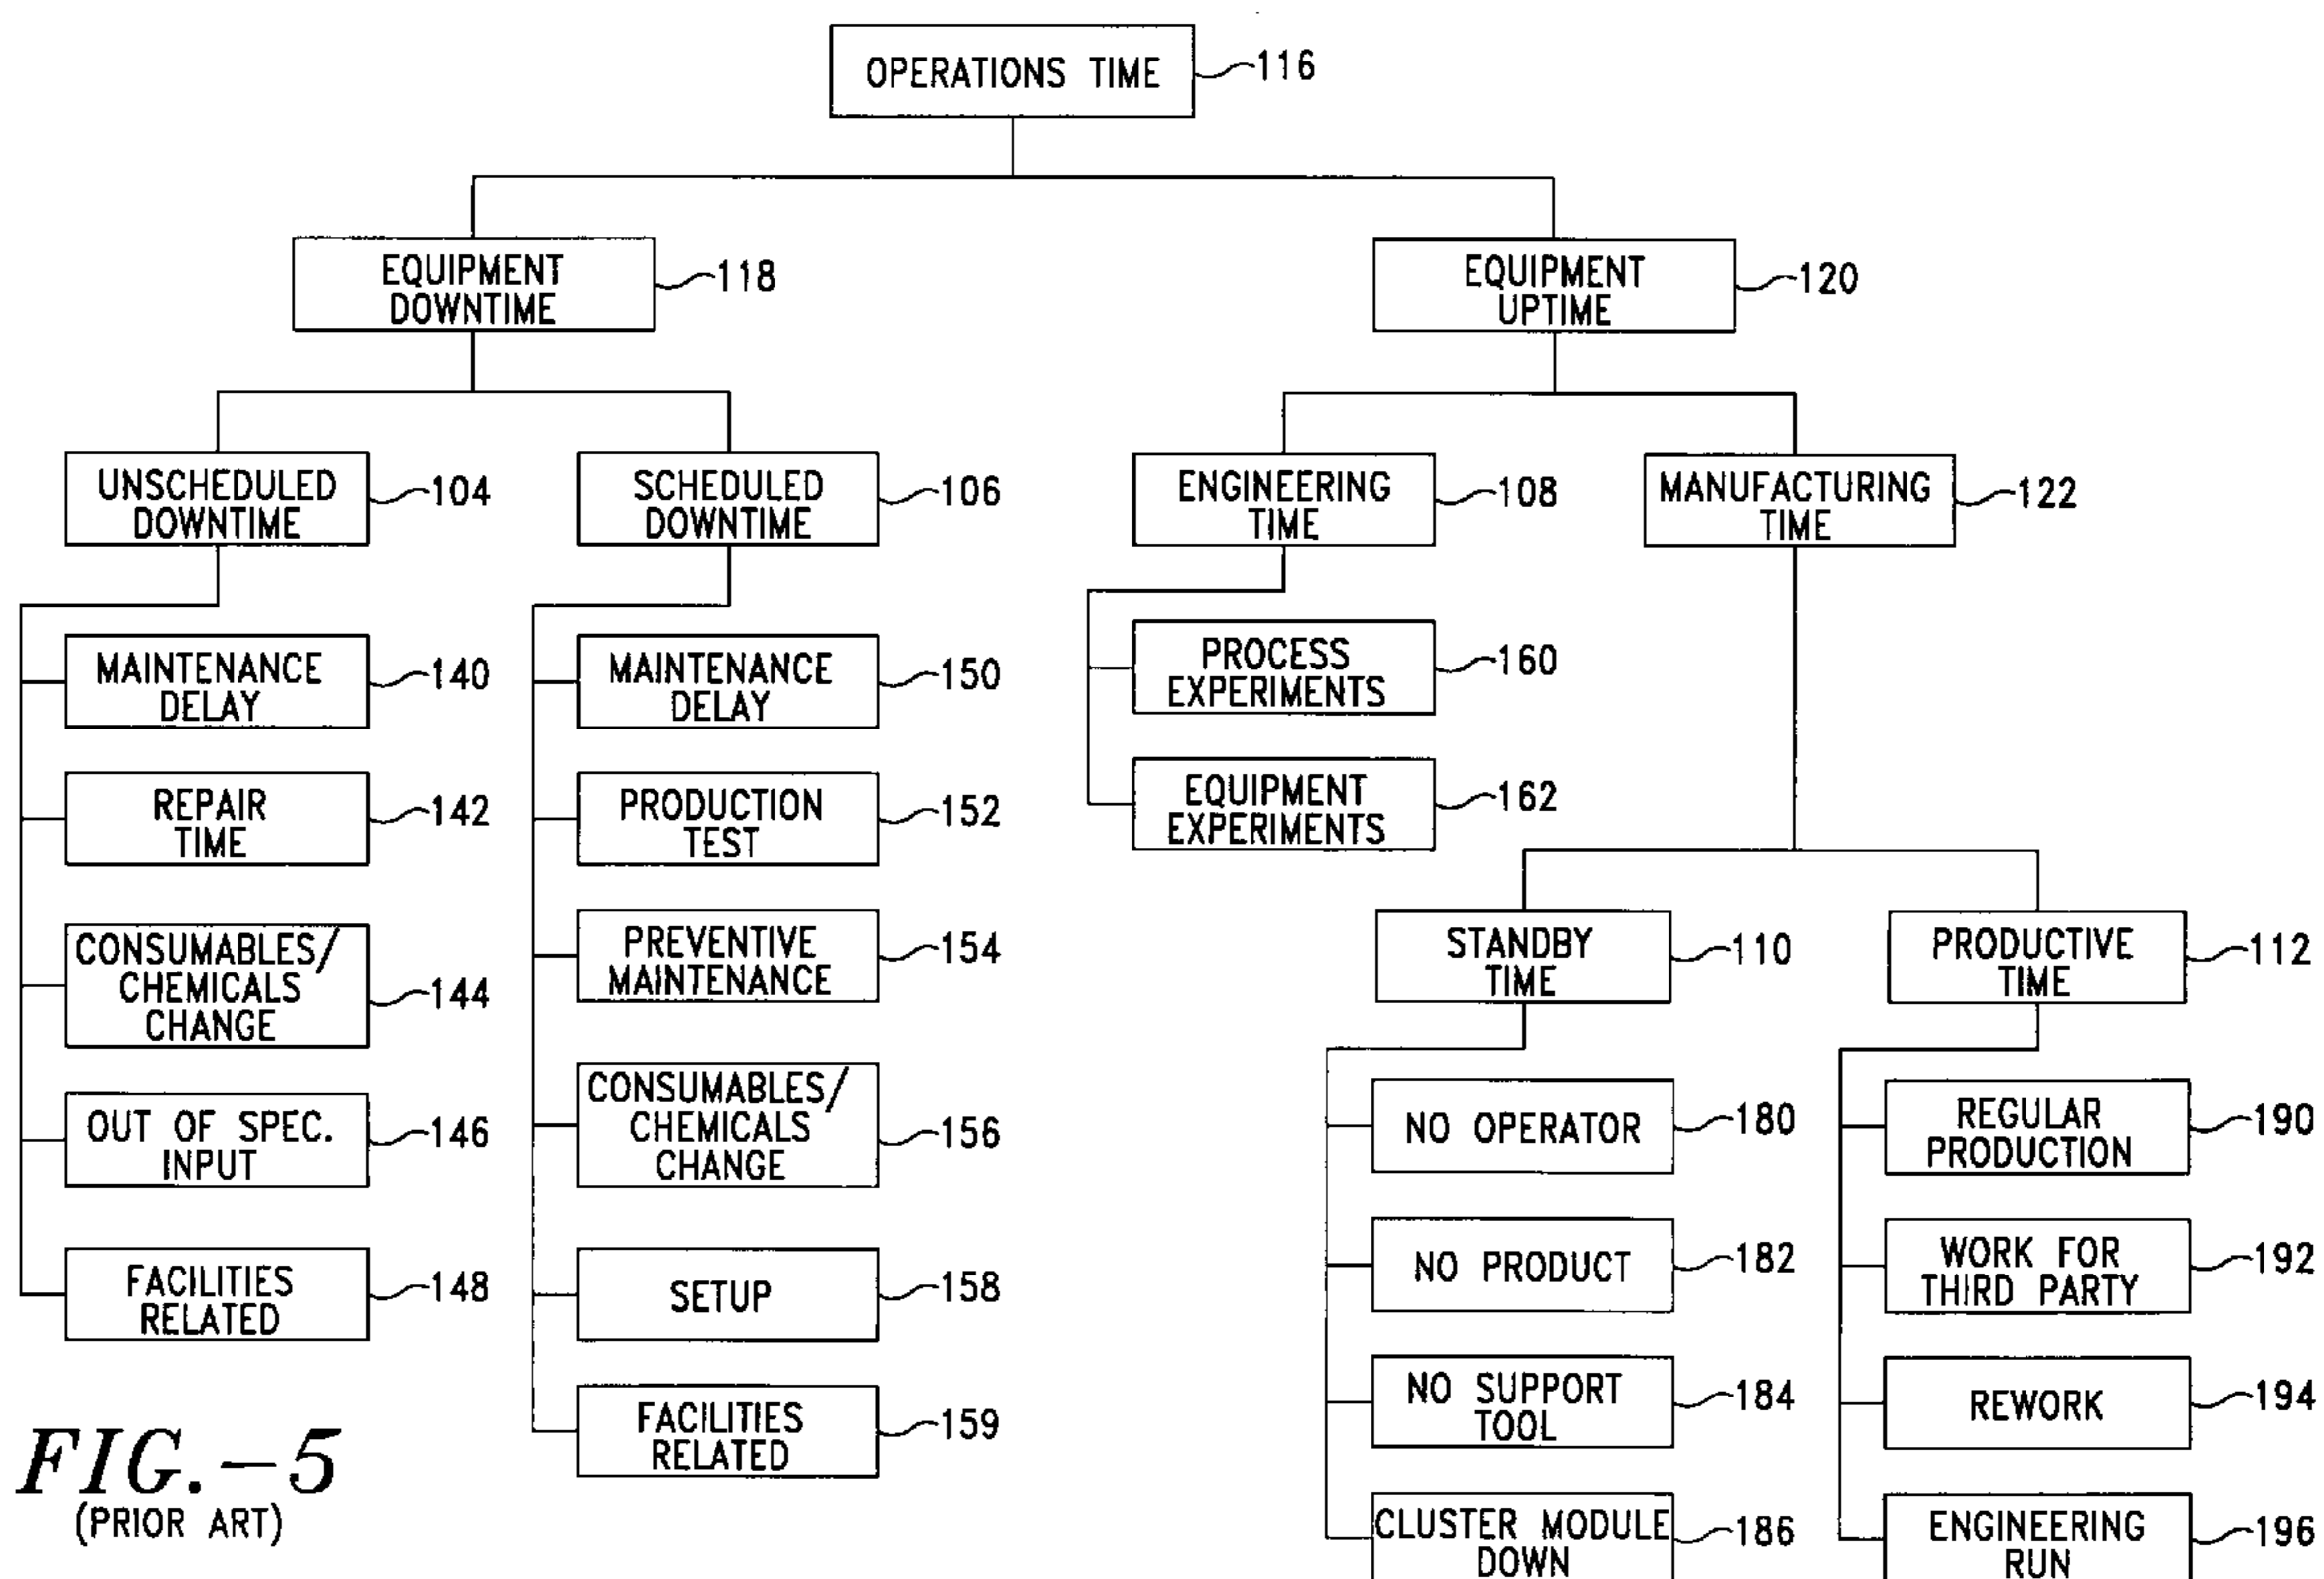 OPERATIONS TIME
116
EQUIPMENT
DOWNTIME
118
EQUIPMENT
UPTIME
120
UNSCHEDULED
DOWNTIME
104
SCHEDULED
DOWNTIME
106
ENGINEERING
TIME
108
MANUFACTURING
TIME
122
MAINTENANCE
DELAY
140
REPAIR
TIME
142
CONSUMABLES/
CHEMICALS
CHANGE
144
OUT OF SPEC.
INPUT
146
FACILITIES
RELATED
148
MAINTENANCE
DELAY
150
PRODUCTION
TEST
152
PREVENTIVE
MAINTENANCE
154
CONSUMABLES/
CHEMICALS
CHANGE
156
SETUP
158
FACILITIES
RELATED
159
PROCESS
EXPERIMENTS
160
EQUIPMENT
EXPERIMENTS
162
STANDBY
TIME
110
PRODUCTIVE
TIME
112
NO OPERATOR
180
NO PRODUCT
182
NO SUPPORT
TOOL
184
CLUSTER MODULE
DOWN
186
REGULAR
PRODUCTION
190
WORK FOR
THIRD PARTY
192
REWORK
194
ENGINEERING
RUN
196
FIG.-5
(PRIOR ART)